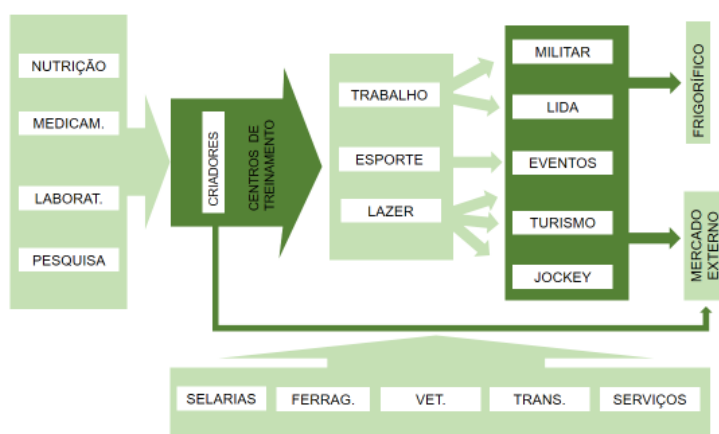 NUTRIÇÃO
MEDICAM.
LABORAT.
PESQUISA
CRIADORES
CENTROS DE
TREINAMENTO
TRABALHO
ESPORTE
LAZER
MILITAR
LIDA
EVENTOS
TURISMO
JOCKEY
FRIGORÍFICO
MERCADO
EXTERNO
SELARIAS
FERRAG.
VET.
TRANS.
SERVIÇOS